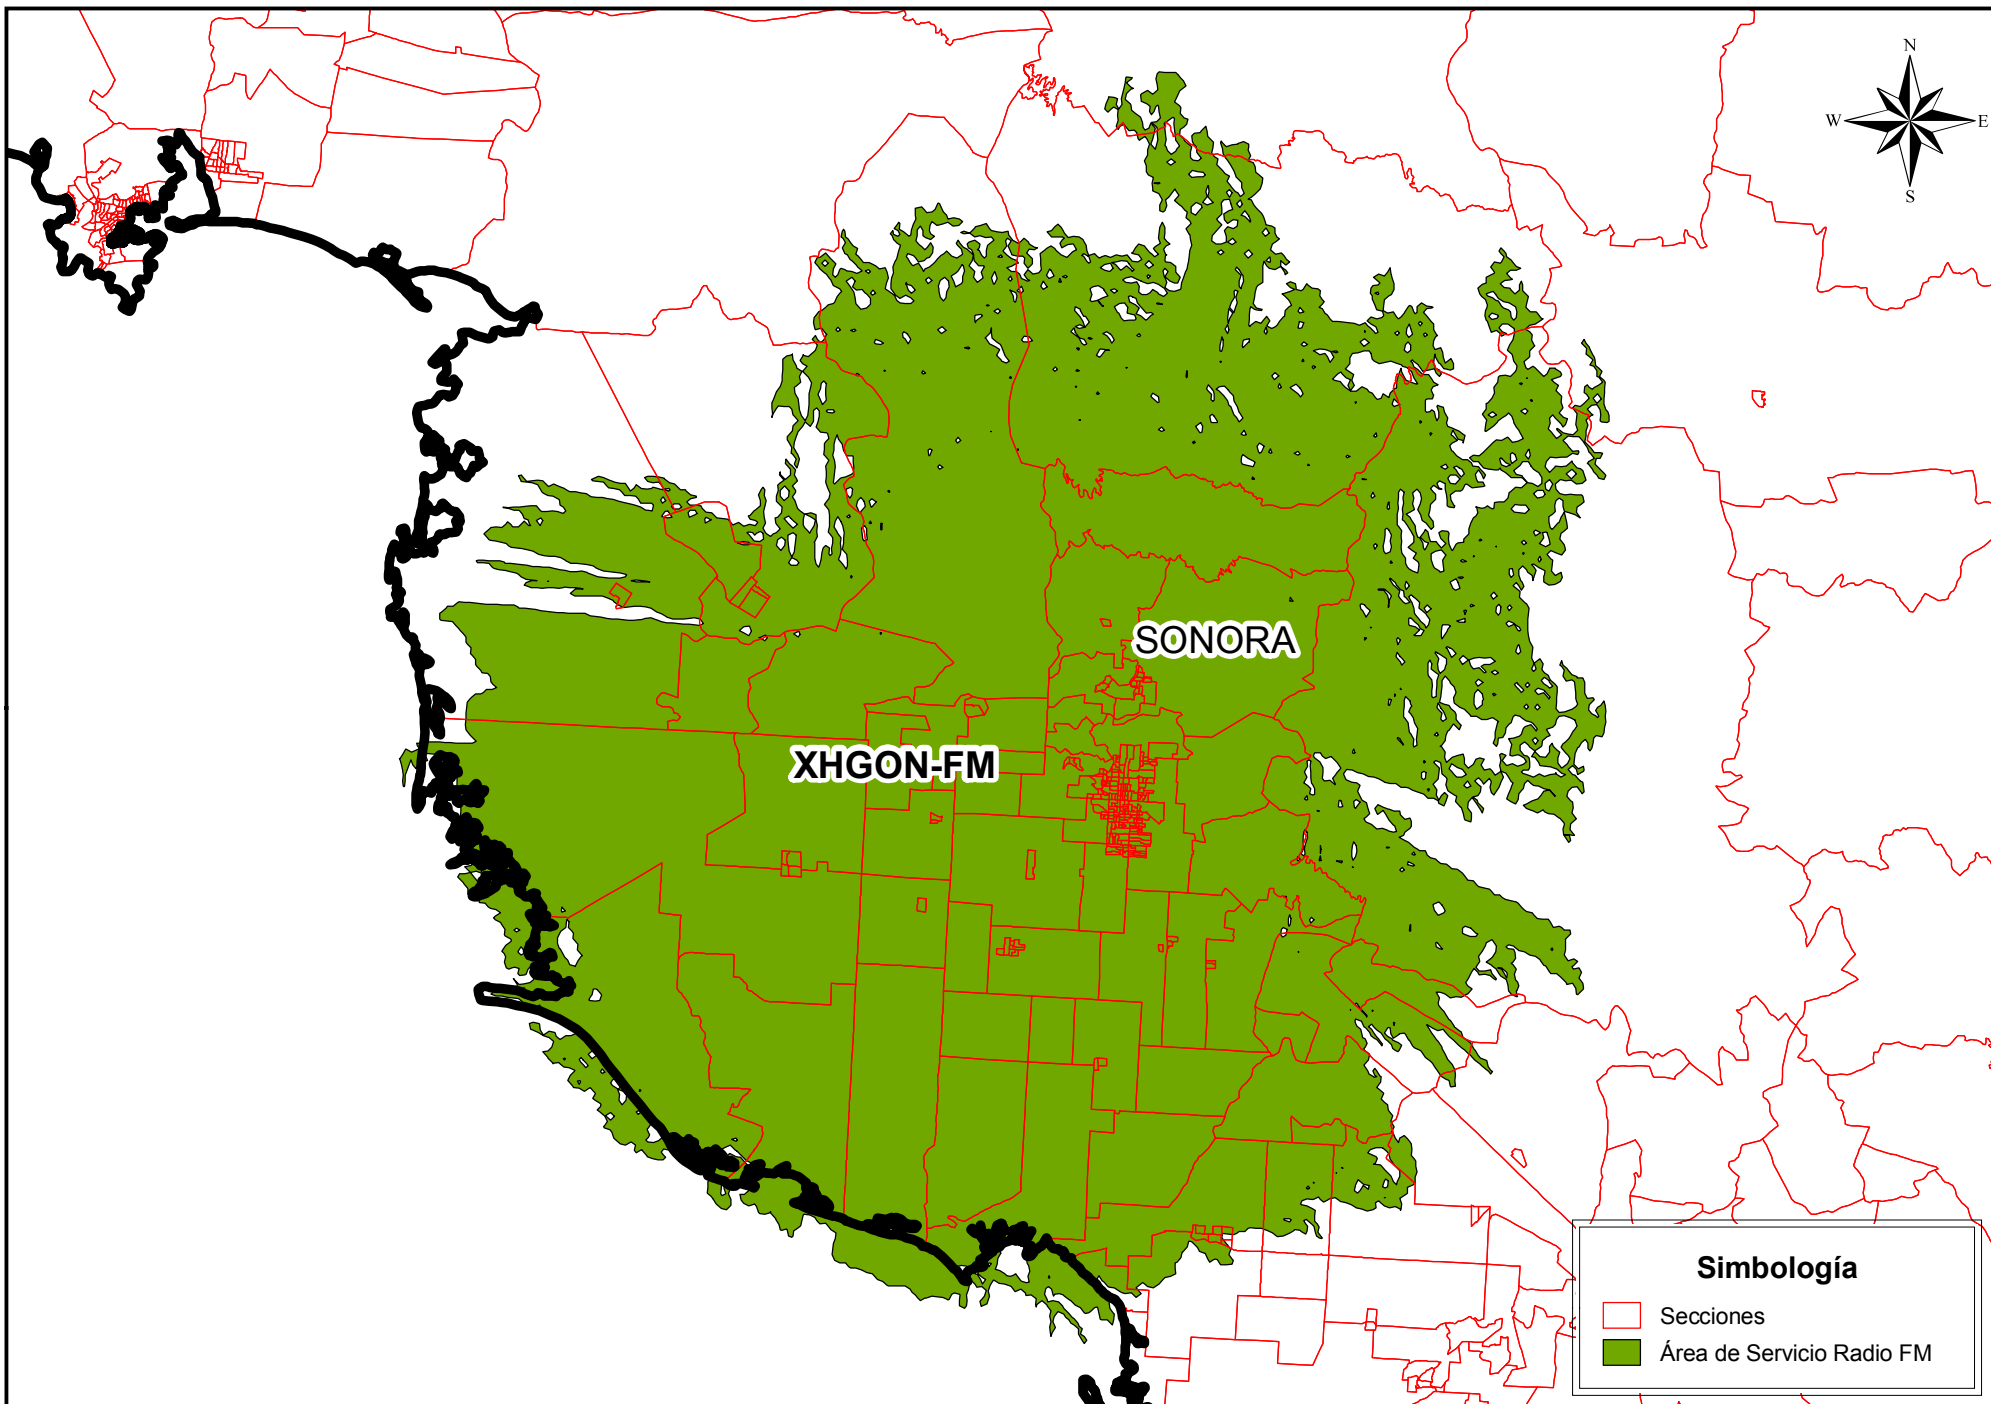 N
W E
S
SONORA
XHGON-FM
Simbología
Secciones
Área de Servicio Radio FM